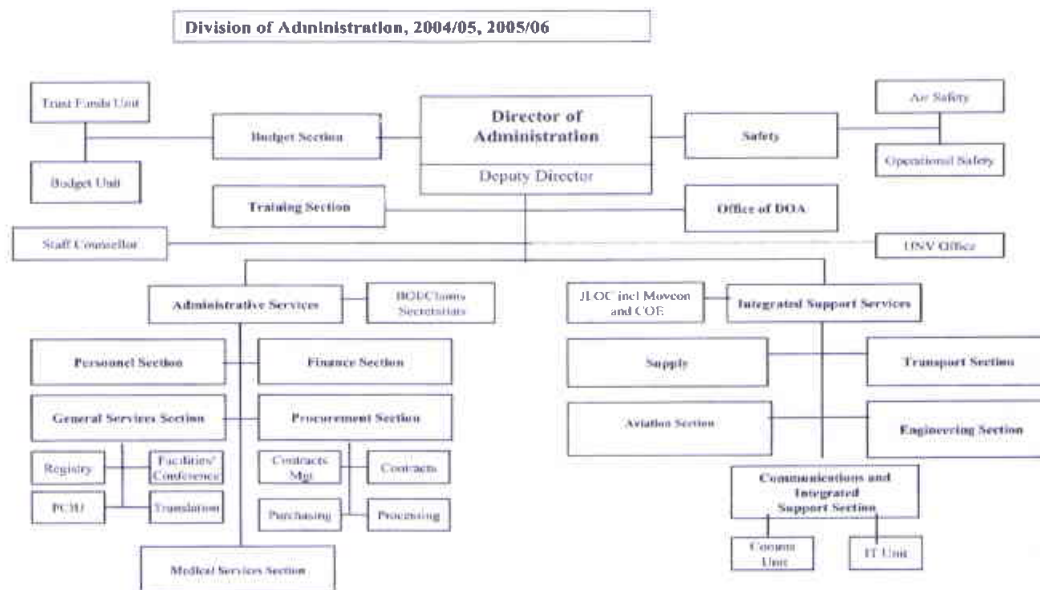 Division of Administration, 2004/05, 2005/06
Trust Funds Unit
Budget Unit
Budget Section
Director of
Administration
Deputy Director
Safety
Air Safety
Operational Safety
Training Section
Office of DOA
Staff Counsellor
UNV Office
Administrative Services
BOI/Claims
Secretariats
JLOC incl Movcon
and COE
Integrated Support Services
Personnel Section
Finance Section
Supply
Transport Section
General Services Section
Procurement Section
Aviation Section
Engineering Section
Registry
Facilities/
Conference
Contracts
Mgt
Contracts
PCIU
Translation
Purchasing
Processing
Communications and
Integrated
Support Section
Comms
Unit
IT Unit
Medical Services Section